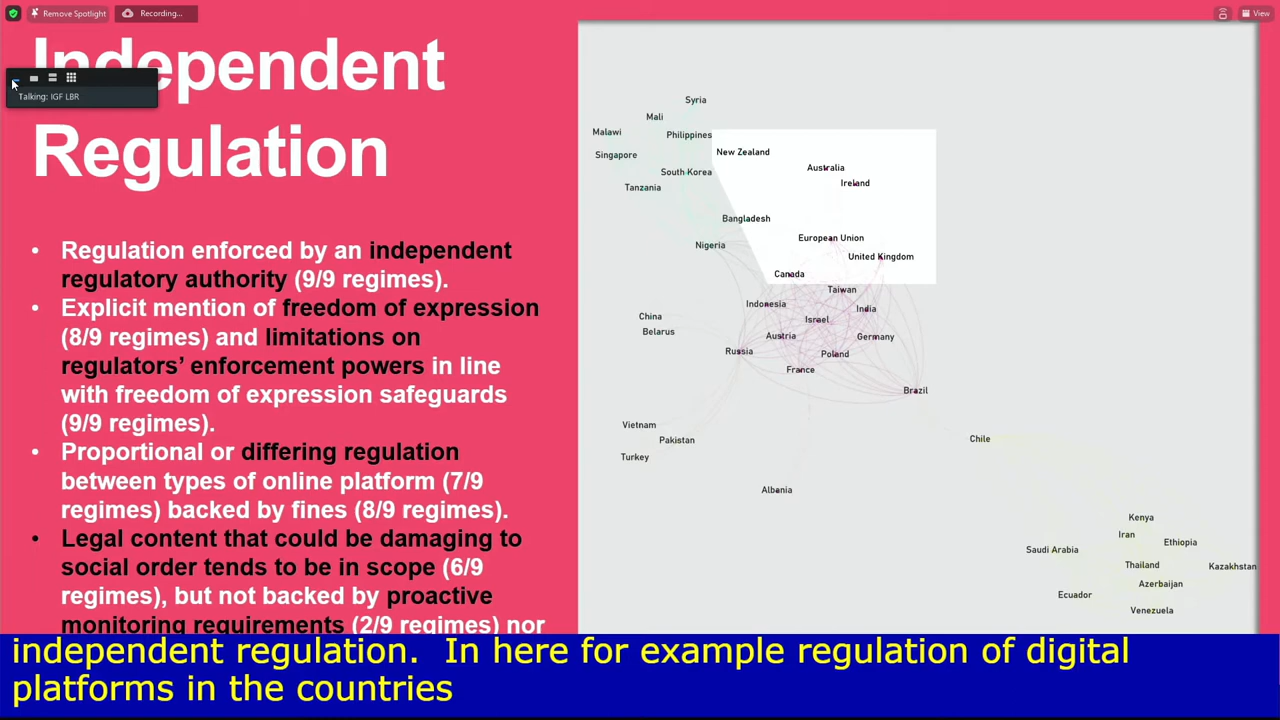 Remove Spotlight
Recording...
View
Independent
Regulation
Talking: IGF LBR
• Regulation enforced by an independent
regulatory authority (9/9 regimes).
• Explicit mention of freedom of expression
(8/9 regimes) and limitations on
regulators’ enforcement powers in line
with freedom of expression safeguards
(9/9 regimes).
• Proportional or differing regulation
between types of online platform (7/9
regimes) backed by fines (8/9 regimes).
• Legal content that could be damaging to
social order tends to be in scope (6/9
regimes), but not backed by proactive
monitoring requirements (2/9 regimes) nor
Syria
Mali
Malawi
Philippines
Singapore
New Zealand
Australia
South Korea
Ireland
Tanzania
Bangladesh
Nigeria
European Union
United Kingdom
Canada
Taiwan
Indonesia
India
China
Israel
Belarus
Austria
Germany
Russia
Poland
France
Brazil
Vietnam
Pakistan
Chile
Turkey
Albania
Kenya
Iran
Ethiopia
Saudi Arabia
Thailand
Kazakhstan
Azerbaijan
Ecuador
Venezuela
independent regulation. In here for example regulation of digital
platforms in the countries